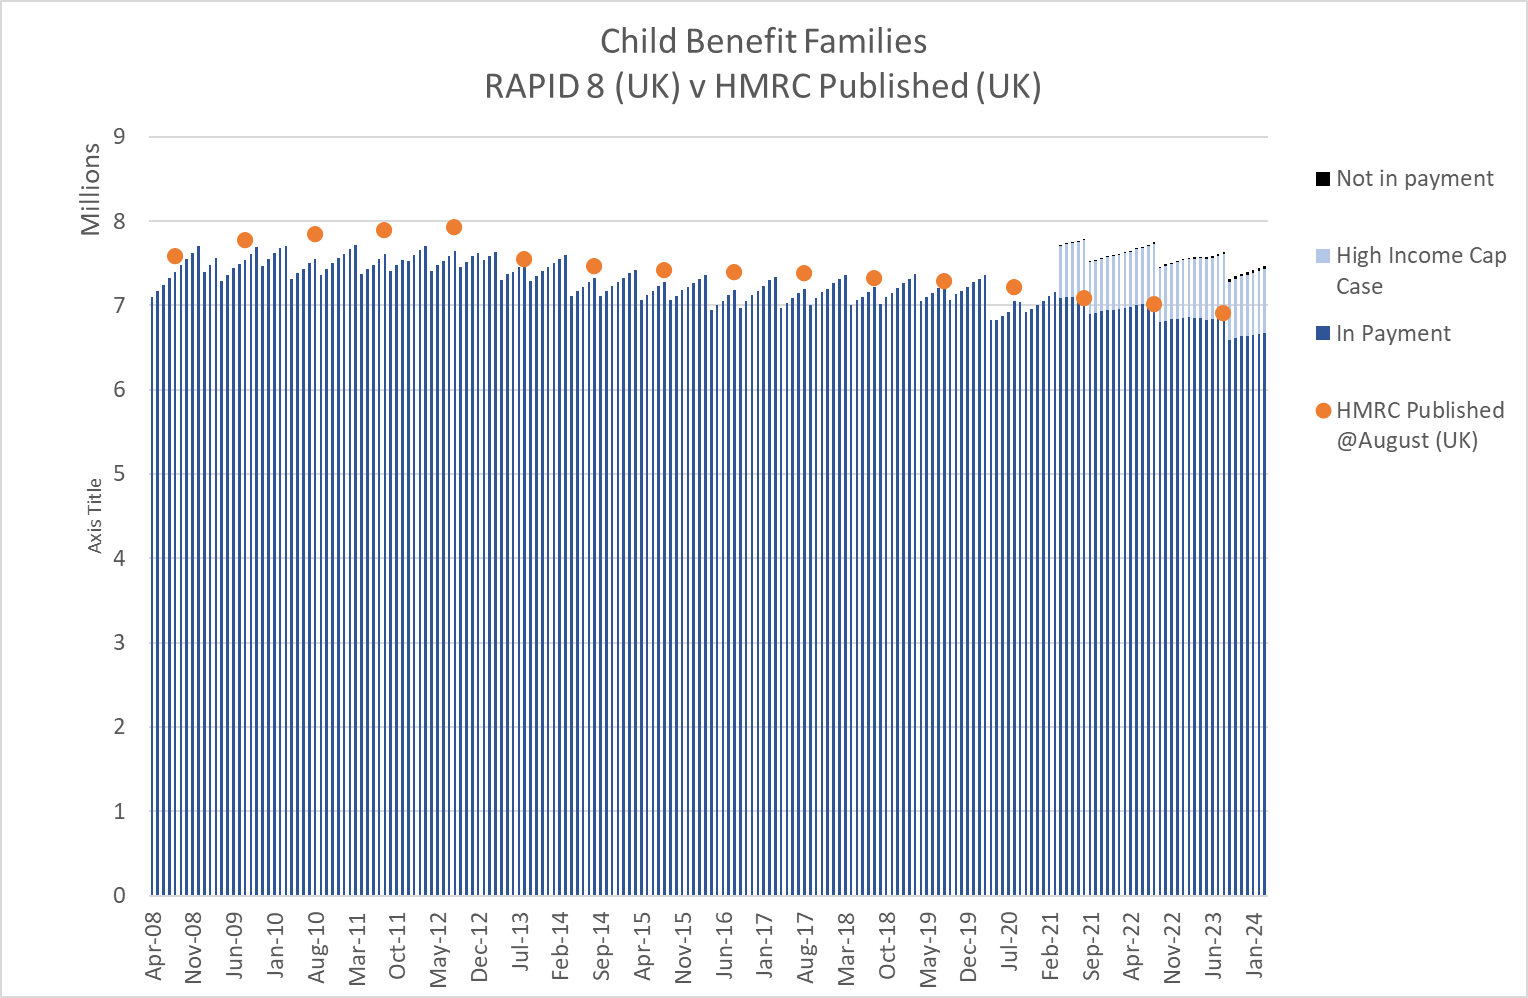 Child Benefit Families
RAPID 8 (UK) v HMRC Published (UK)
Millions
Axis Title
9
8
7
6
5
4
3
2
1
0
Apr-08
Nov-08
Jun-09
Jan-10
Aug-10
Mar-11
Oct-11
May-12
Dec-12
Jul-13
Feb-14
Sep-14
Apr-15
Nov-15
Jun-16
Jan-17
Aug-17
Mar-18
Oct-18
May-19
Dec-19
Jul-20
Feb-21
Sep-21
Apr-22
Nov-22
Jun-23
Jan-24
Not in payment
High Income Cap
Case
In Payment
HMRC Published
@August (UK)